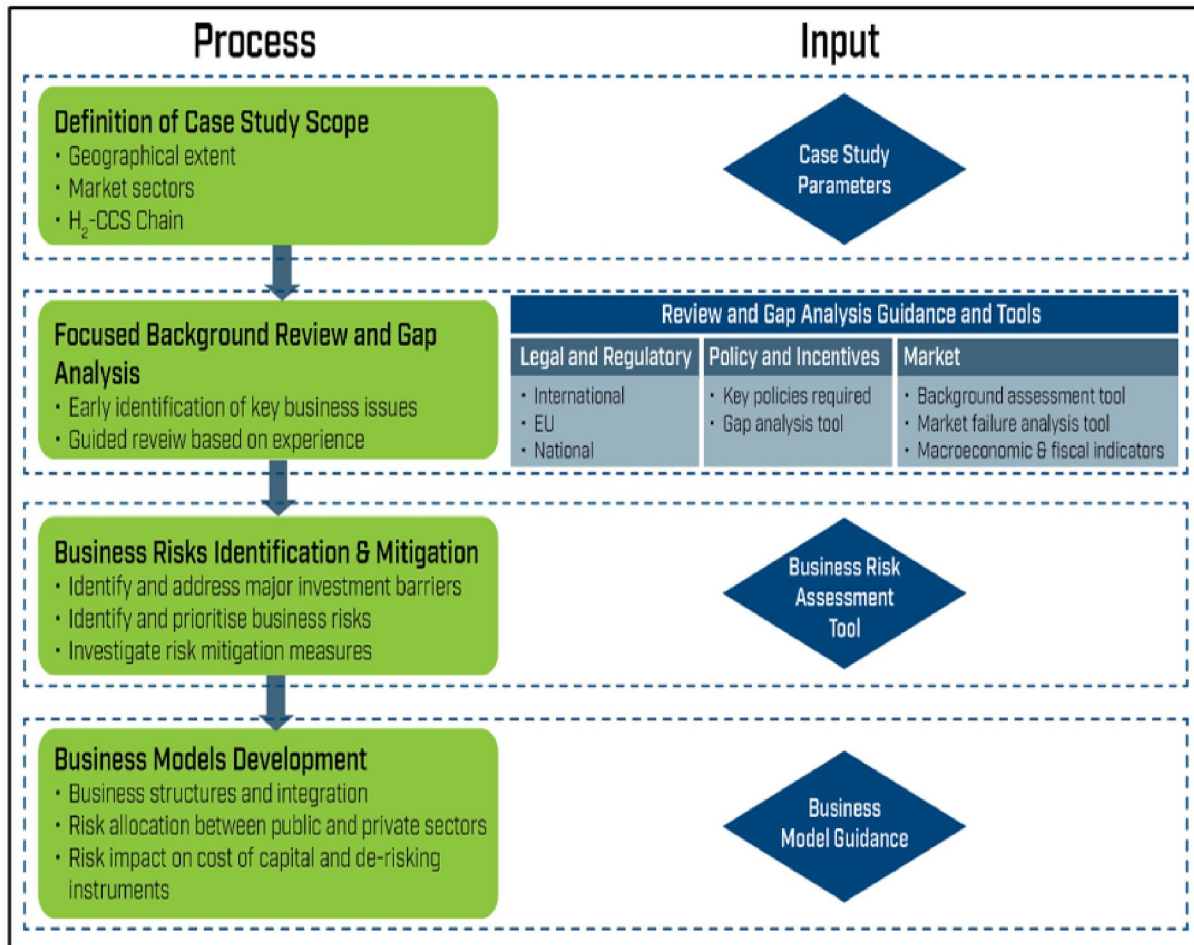 Process
Input
Definition of Case Study Scope
• Geographical extent
• Market sectors
• H₂-CCS Chain
Case Study
Parameters
Focused Background Review and Gap
Analysis
• Early identification of key business issues
• Guided reveiw based on experience
Review and Gap Analysis Guidance and Tools
Legal and Regulatory
• International
• EU
• National
Policy and Incentives
• Key policies required
• Gap analysis tool
Market
• Background assessment tool
• Market failure analysis tool
• Macroeconomic & fiscal indicators
Business Risks Identification & Mitigation
• Identify and address major investment barriers
• Identify and prioritise business risks
• Investigate risk mitigation measures
Business Risk
Assessment
Tool
Business Models Development
• Business structures and integration
• Risk allocation between public and private sectors
• Risk impact on cost of capital and de-risking
instruments
Business
Model Guidance